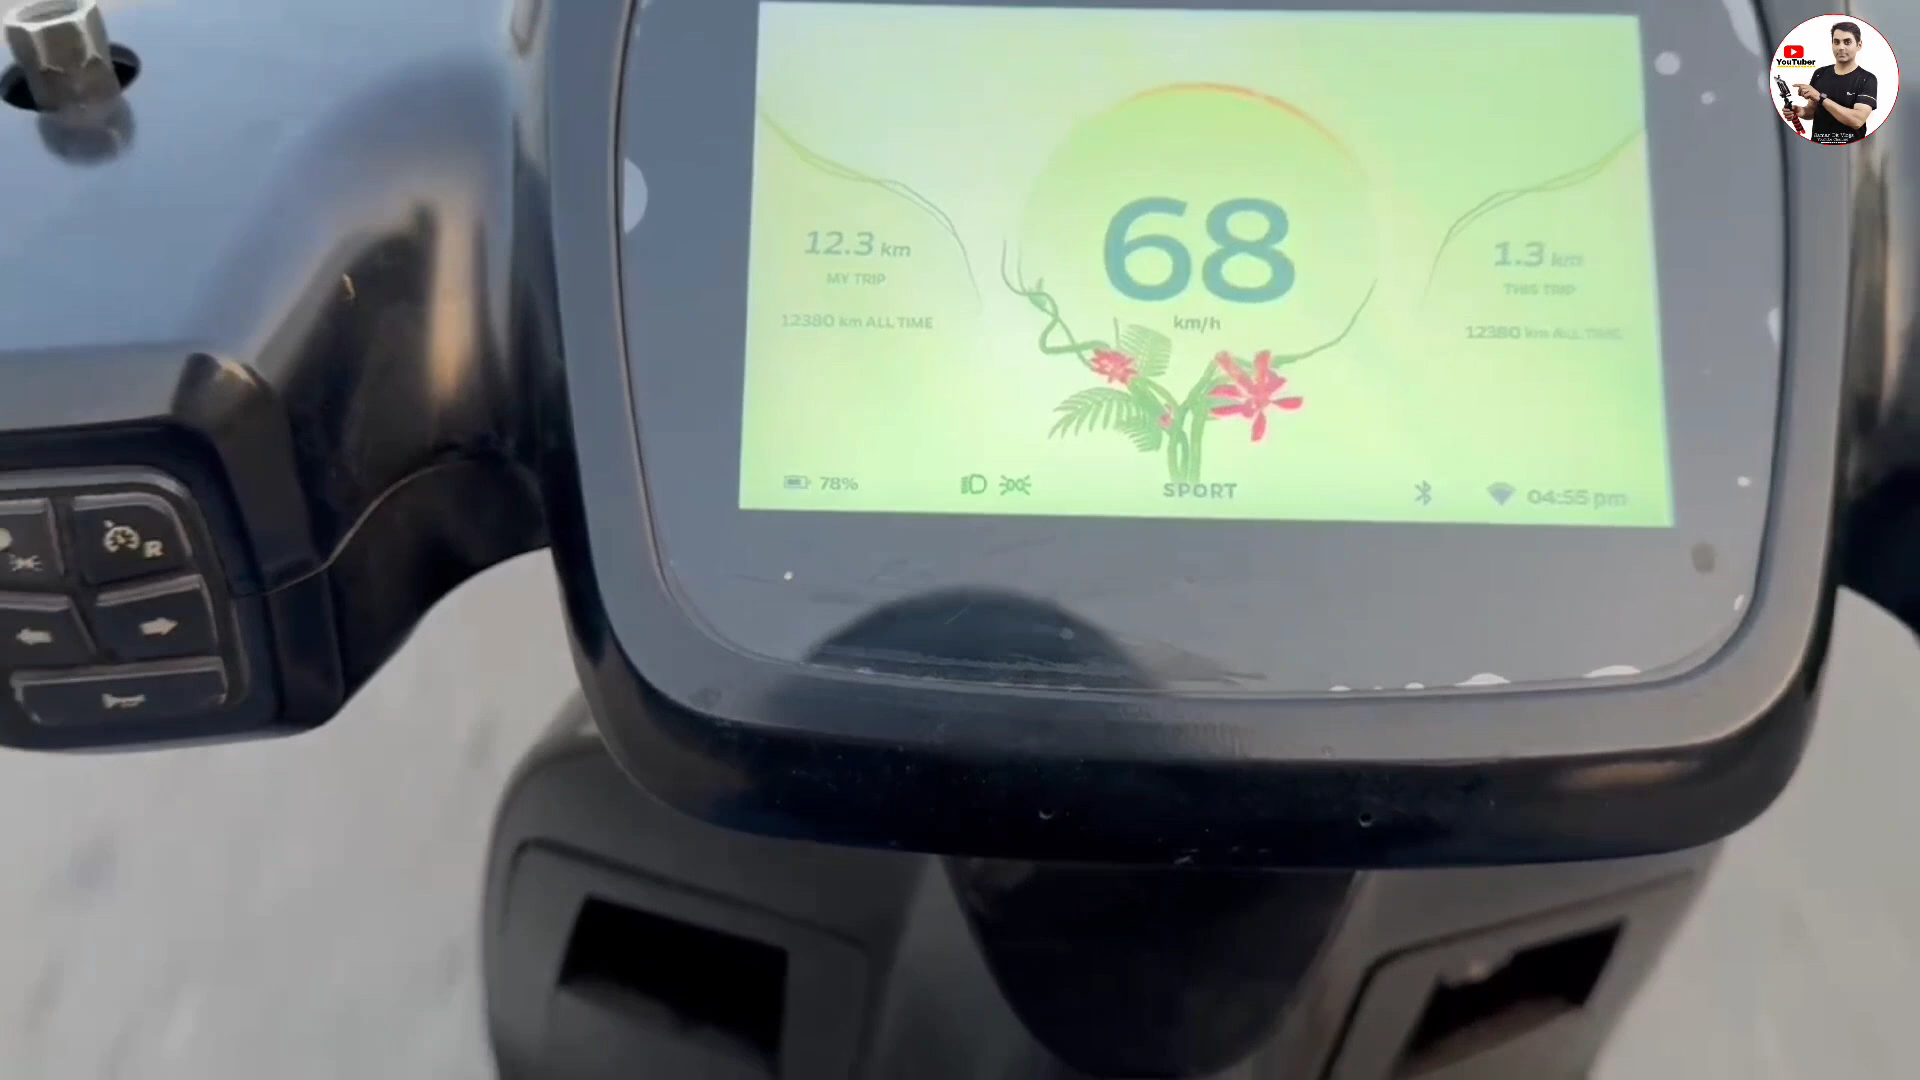 YouTuber
68
km/h
12.3 km
MY TRIP
12380 km ALL TIME
1.3 km
THIS TRIP
12380 km ALL TIME
78%
SPORT
04:55 pm
R